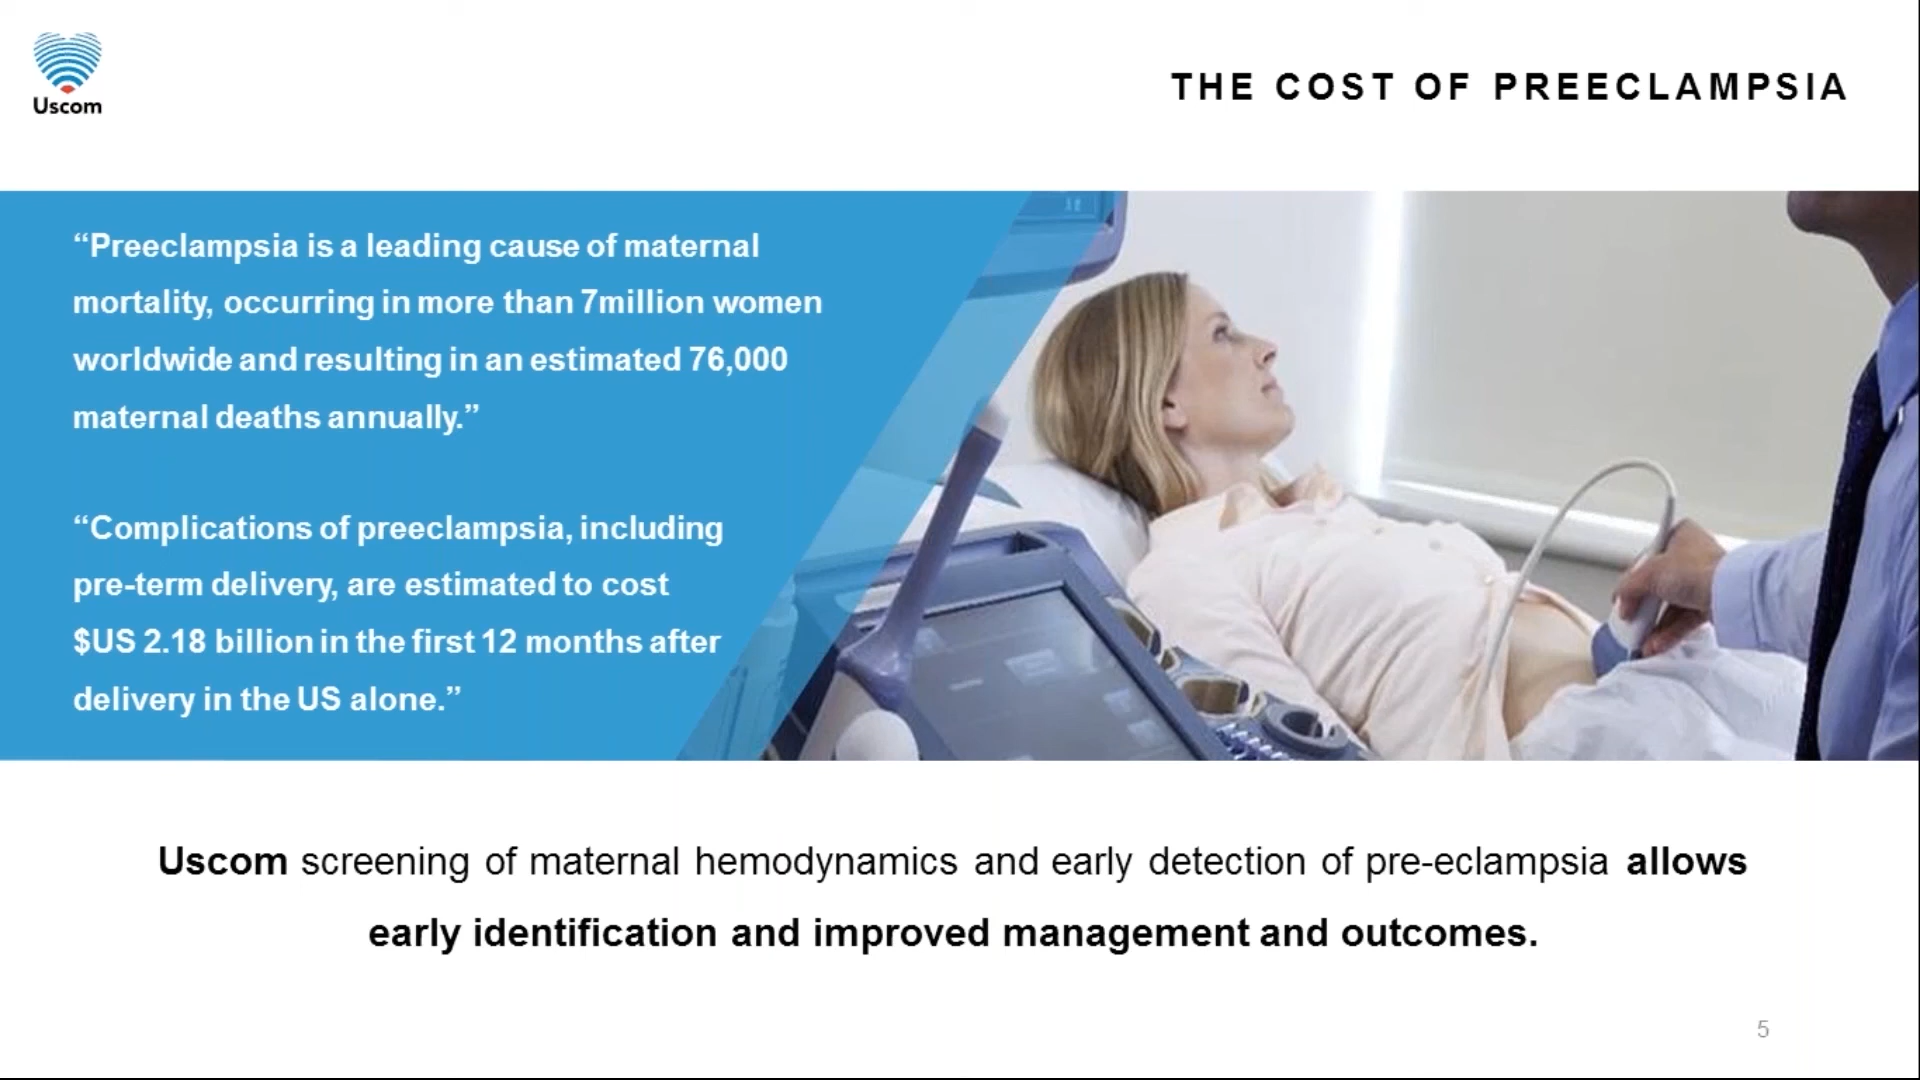 Uscom
THE COST OF PREECLAMPSIA
“Preeclampsia is a leading cause of maternal
mortality, occurring in more than 7million women
worldwide and resulting in an estimated 76,000
maternal deaths annually.”
“Complications of preeclampsia, including
pre-term delivery, are estimated to cost
$US 2.18 billion in the first 12 months after
delivery in the US alone.”
Uscom screening of maternal hemodynamics and early detection of pre-eclampsia allows
early identification and improved management and outcomes.
5